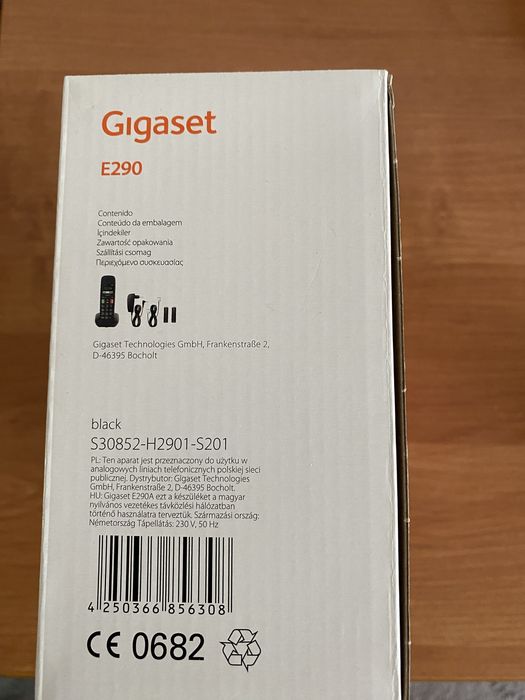 Gigaset
E290
Contenido
Conteúdo da embalagem
İçindekiler
Zawartość opakowania
Szállítási csomag
Περιεχόμενο συσκευασίας
Gigaset Technologies GmbH, Frankenstraße 2,
D-46395 Bocholt
black
S30852-H2901-S201
PL: Ten aparat jest przeznaczony do użytku w
analogowych liniach telefonicznych polskiej sieci
publicznej. Dystrybutor: Gigaset Technologies
GmbH, Frankenstraße 2, D-46395 Bocholt.
HU: Gigaset E290A ezt a készüléket a magyar
nyilvános vezetékes távközlési hálózatban
történő használatra terveztük. Származási ország:
Németország Tápellátás: 230 V, 50 Hz
4 250366 856308
CE 0682